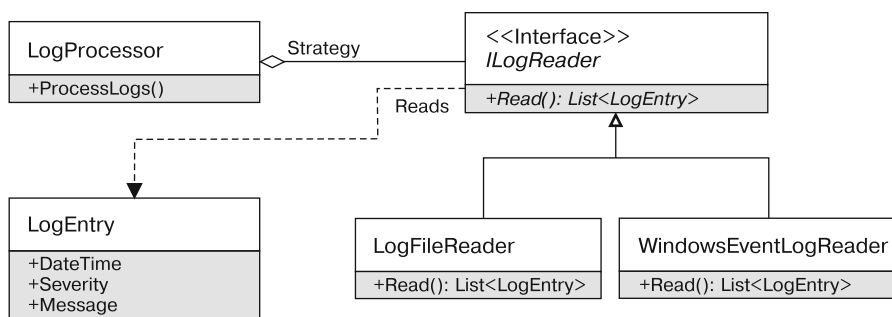 LogProcessor
+ProcessLogs()
Strategy
<<Interface>>
ILogReader
+Read(): List<LogEntry>
Reads
LogEntry
+DateTime
+Severity
+Message
LogFileReader
+Read(): List<LogEntry>
WindowsEventLogReader
+Read(): List<LogEntry>